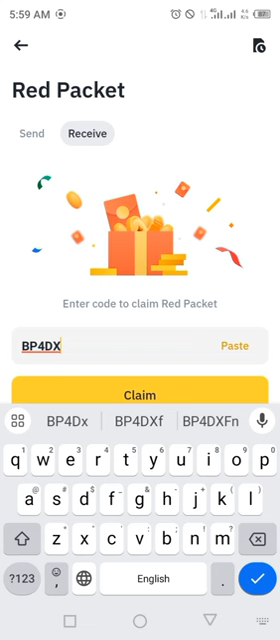 5:59 AM
Red Packet
Send
Receive
Enter code to claim Red Packet
BP4DX
Paste
Claim
BP4Dx BP4DXf BP4DXFn
q w e r t y u i o p
a s d f g h j k l
z x c v b n m
?123 , English .